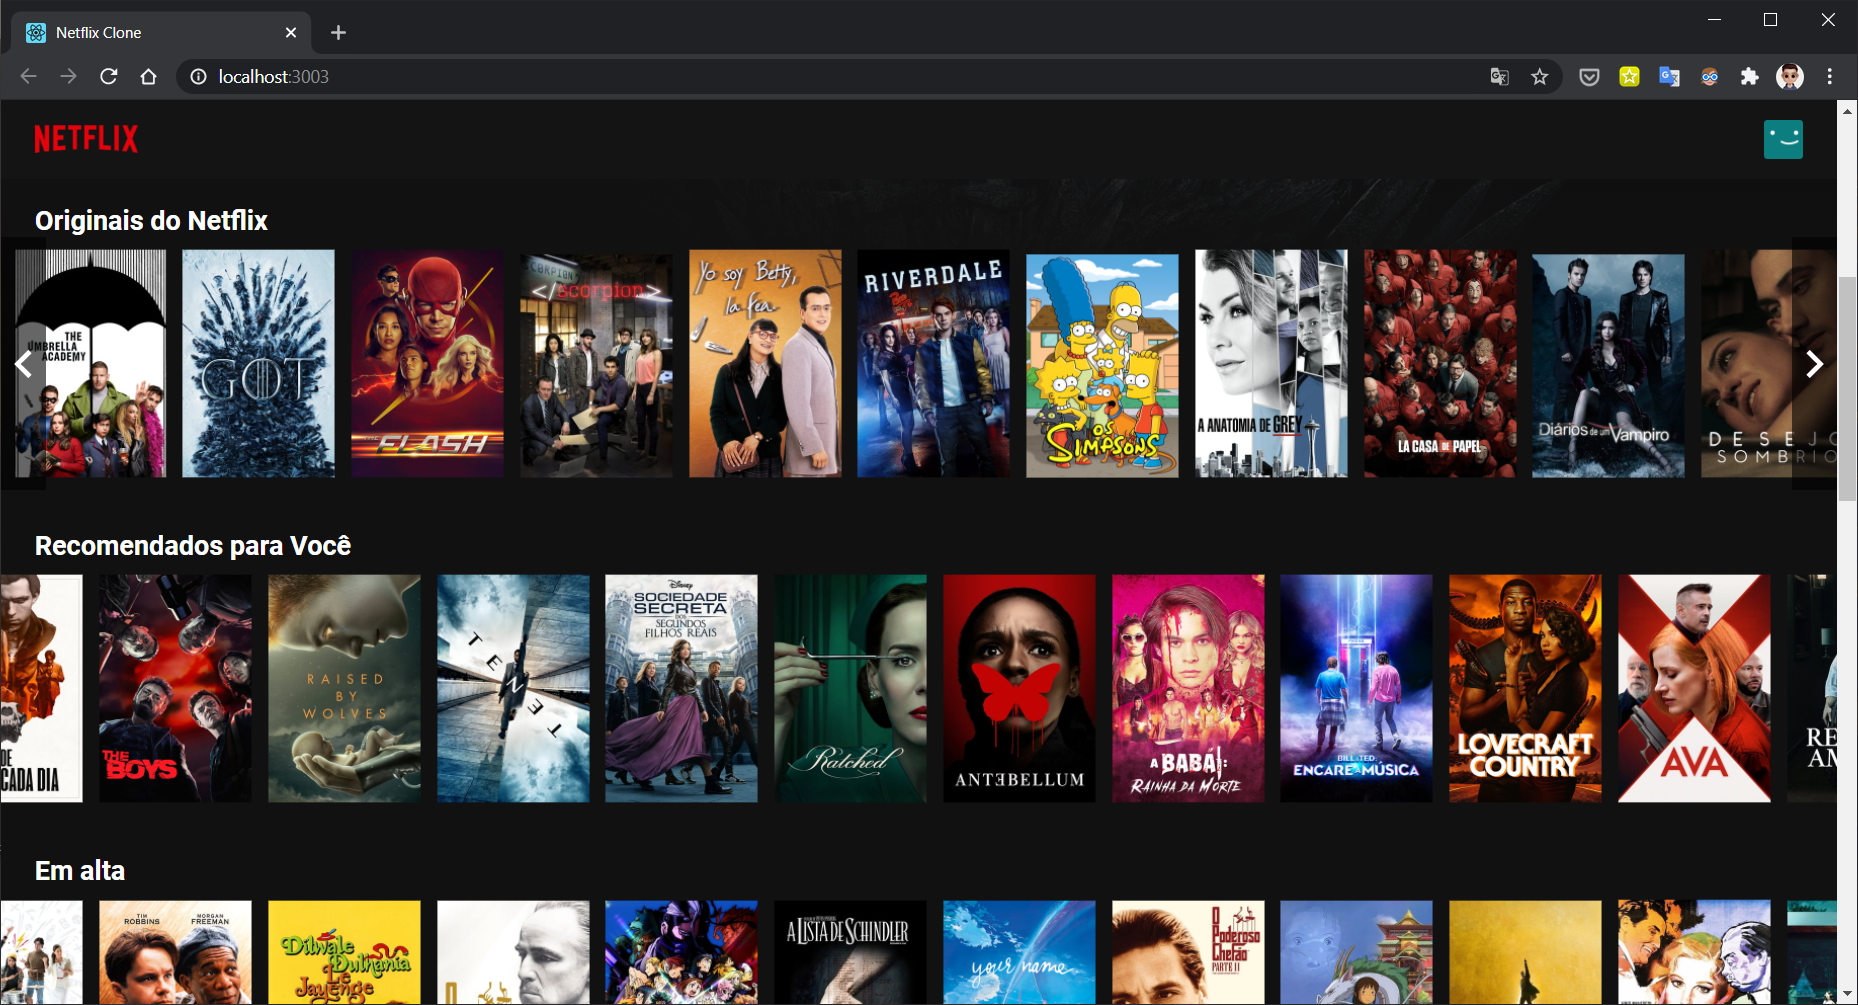 Netflix Clone
localhost:3003
NETFLIX
Originais do Netflix
THE
UMBRELLA
ACADEMY
GOT
THE
FLASH
</scorpion>
Yo soy Betty,
la fea
RIVERDALE
OS
SIMPSONS
A ANATOMIA DE GREY
LA CASA DE PAPEL
Diários de um Vampiro
DESEJO
SOMBRIO
Recomendados para Você
DE
CADA DIA
THE
BOYS
RAISED
BY
WOLVES
TENET
Disney
SOCIEDADE
SECRETA
DOS
SEGUNDOS
FILHOS REAIS
Ratched
ANTEBELLUM
A BABÁ:
RAINHA DA MORTE
BILL & TED
ENCARE A MÚSICA
LOVECRAFT
COUNTRY
AVA
RE
AM
Em alta
TIM
ROBBINS
MORGAN
FREEMAN
Dilwale
Dulhania
Le
Jayenge
A LISTA DE SCHINDLER
your name.
O
Poderoso
Chefão
PARTE II